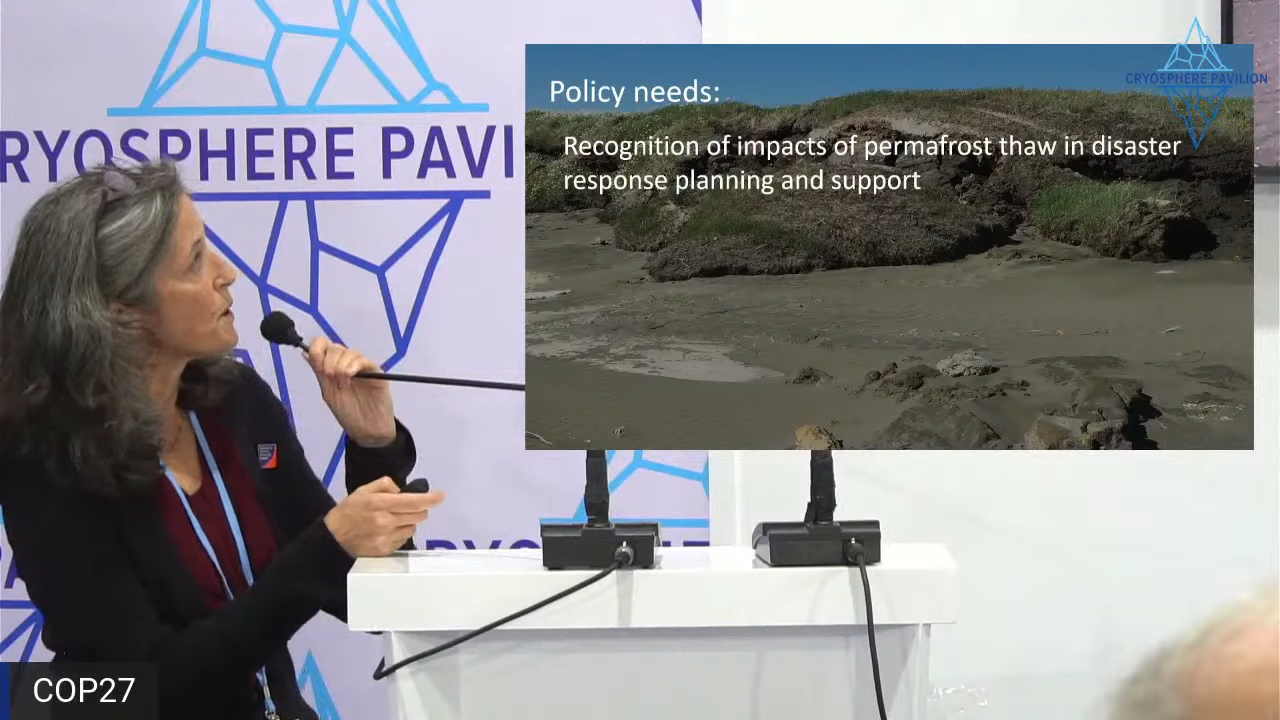 RYOSPHERE PAVI
Policy needs:
CRYOSPHERE PAVILION
Recognition of impacts of permafrost thaw in disaster
response planning and support
COP27